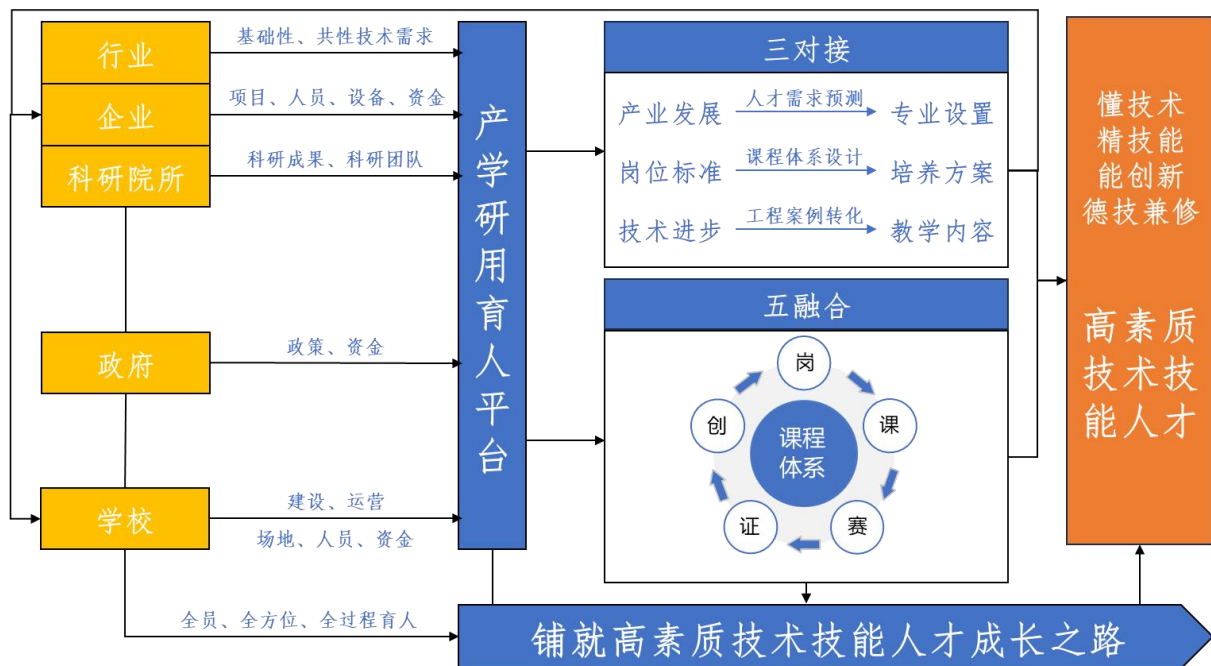 行业
基础性、共性技术需求
企业
项目、人员、设备、资金
科研院所
科研成果、科研团队
政府
政策、资金
学校
建设、运营
场地、人员、资金
全员、全方位、全过程育人
产学研用育人平台
三对接
产业发展
人才需求预测
专业设置
岗位标准
课程体系设计
培养方案
技术进步
工程案例转化
教学内容
五融合
岗
课
赛
证
创
课程
体系
懂技术
精技能
能创新
德技兼修
高素质
技术技
能人才
铺就高素质技术技能人才成长之路